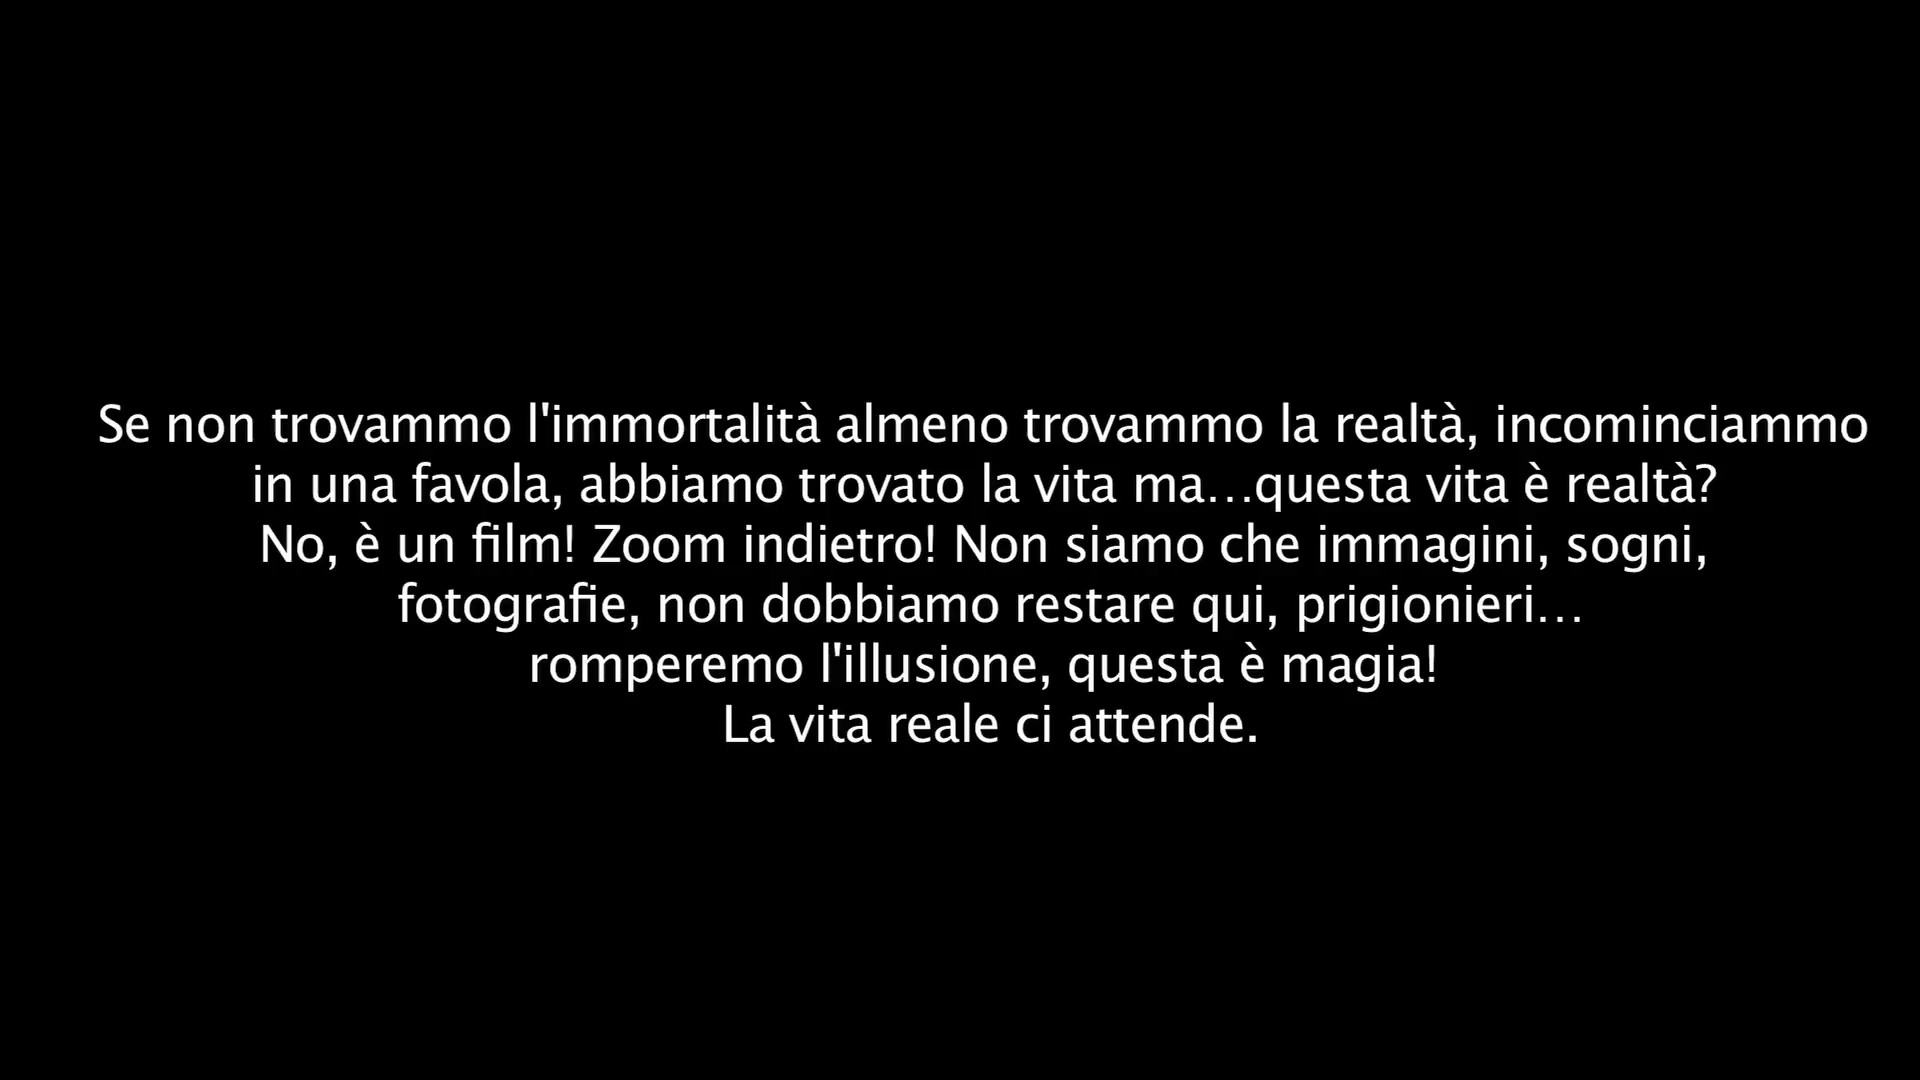 Se non trovammo l'immortalità almeno trovammo la realtà, incominciammo
in una favola, abbiamo trovato la vita ma...questa vita è realtà?
No, è un film! Zoom indietro! Non siamo che immagini, sogni,
fotografie, non dobbiamo restare qui, prigionieri...
romperemo l'illusione, questa è magia!
La vita reale ci attende.